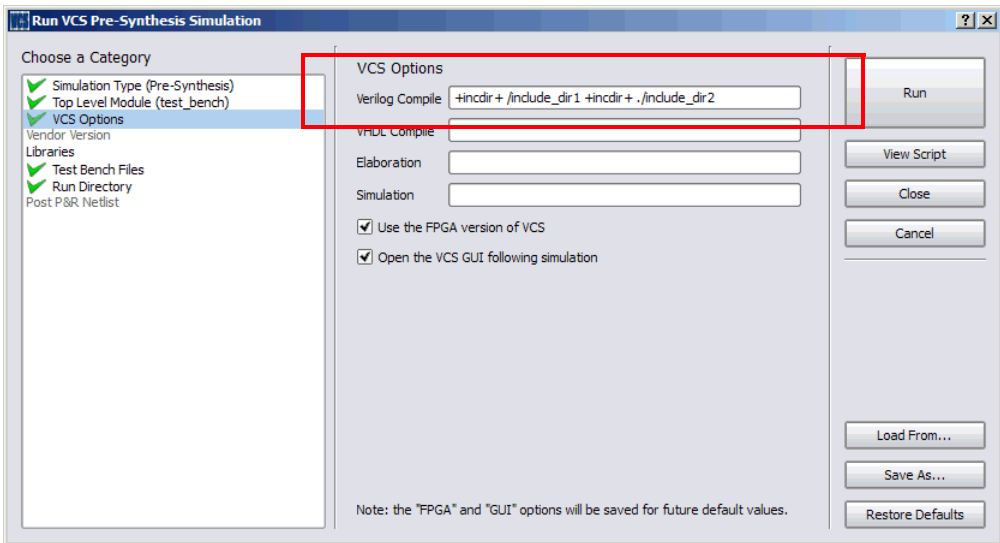 Run VCS Pre-Synthesis Simulation
Choose a Category
Simulation Type (Pre-Synthesis)
Top Level Module (test_bench)
VCS Options
Vendor Version
Libraries
Test Bench Files
Run Directory
Post P&R Netlist
VCS Options
Verilog Compile +incdir+ /include_dir1 +incdir+ ./include_dir2
VHDL Compile
Elaboration
Simulation
Use the FPGA version of VCS
Open the VCS GUI following simulation
Note: the "FPGA" and "GUI" options will be saved for future default values.
Run
View Script
Close
Cancel
Load From...
Save As...
Restore Defaults